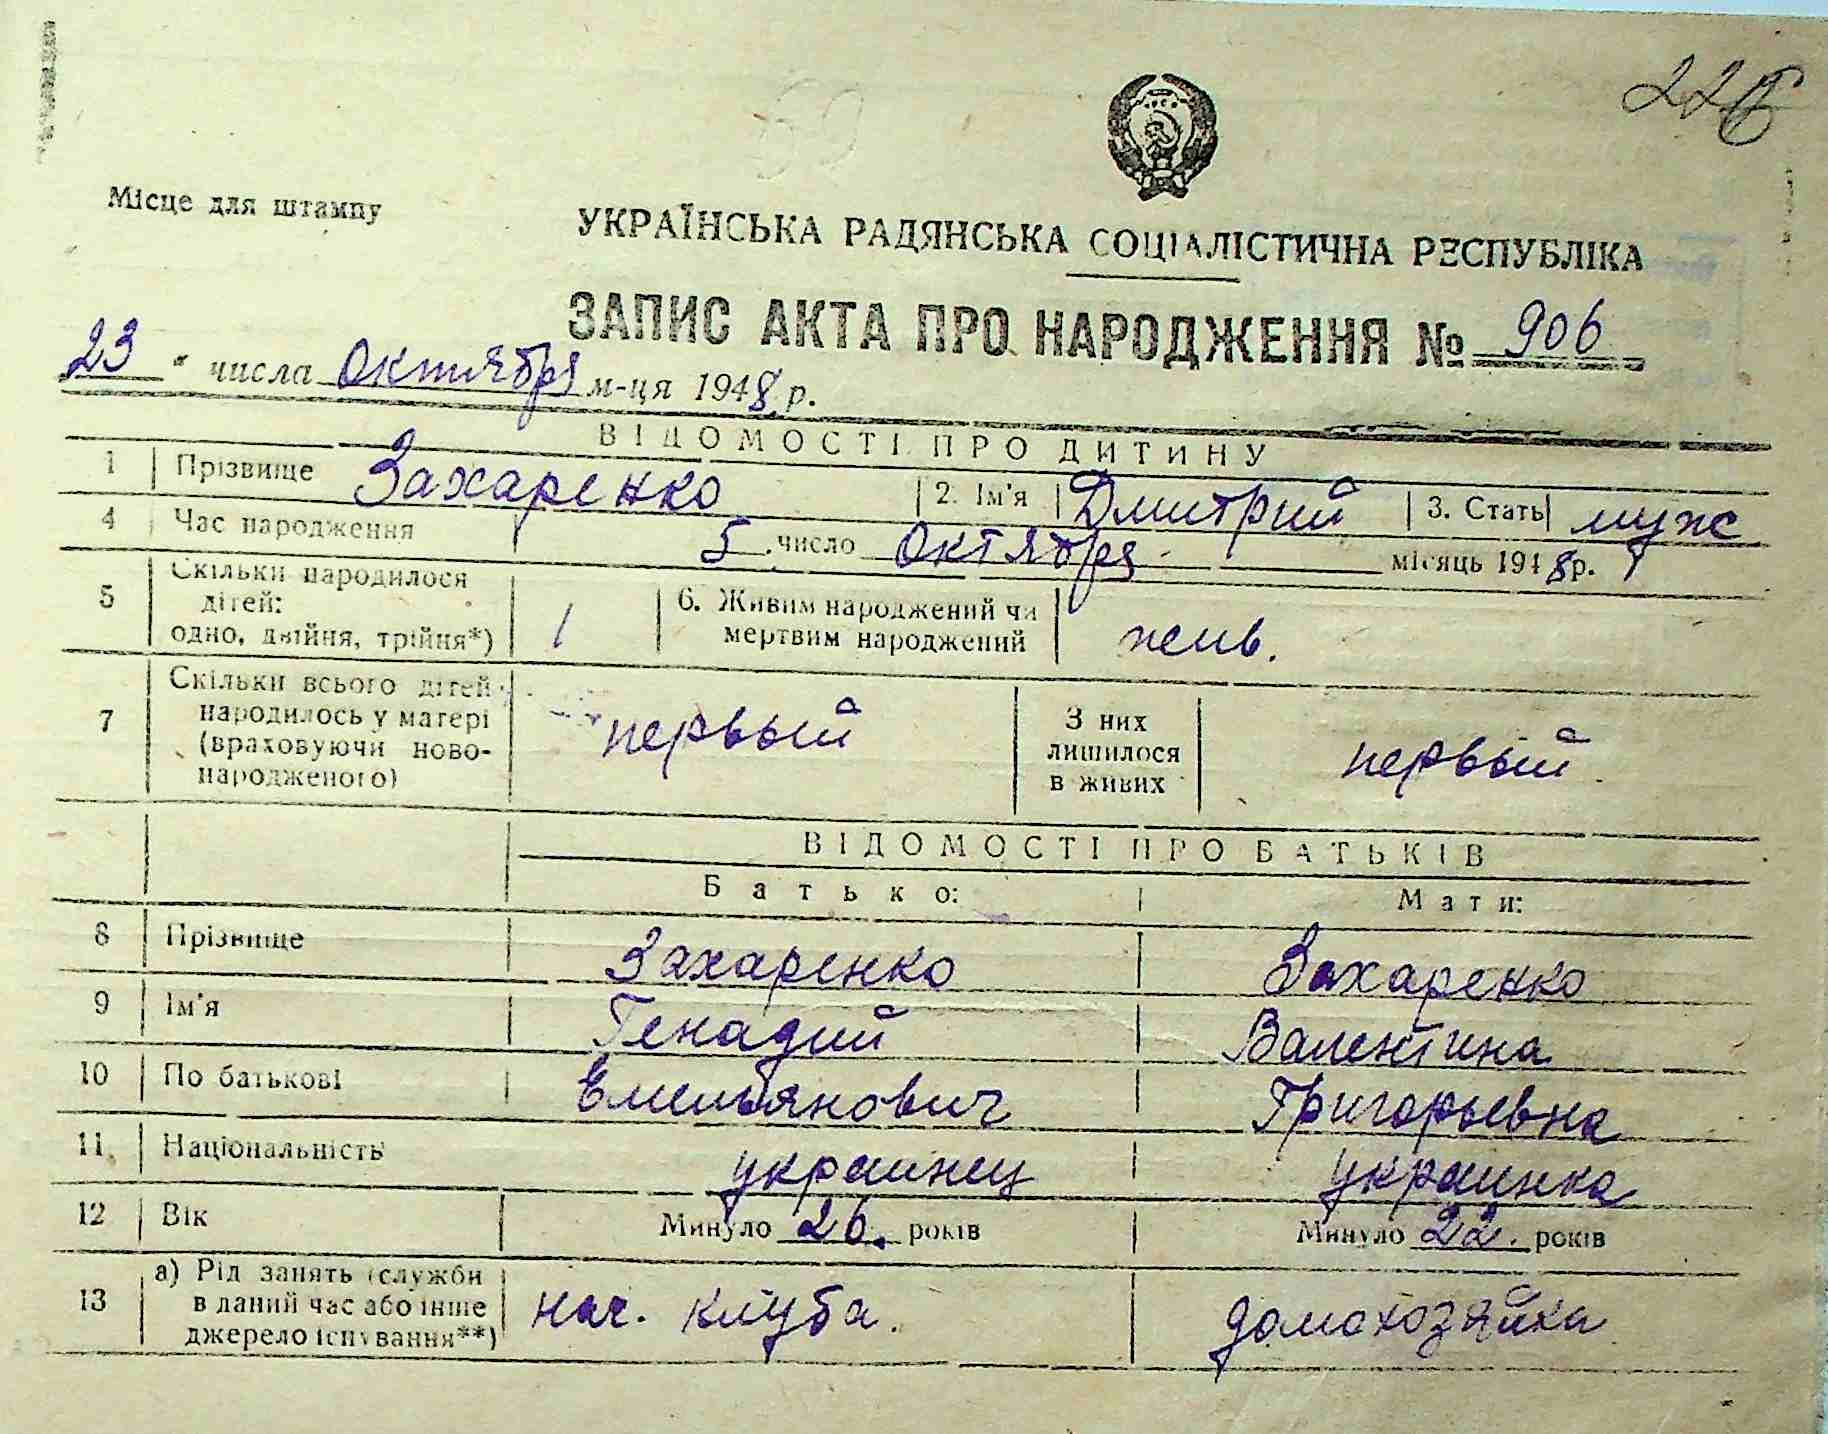 Місце для штампу
УКРАЇНСЬКА РАДЯНСЬКА СОЦІАЛІСТИЧНА РЕСПУБЛІКА
ЗАПИС АКТА ПРО НАРОДЖЕННЯ № 906
23 " числа Октября м-ця 1948 р.
ВІДОМОСТІ ПРО ДИТИНУ
1 Прізвище Захаренко 2. Ім'я Дмитрий 3. Стать муж
4 Час народження 5 число Октября місяць 1948 р.
5 Скільки народилося дітей: одно, двійня, трійня*) 1 6. Живим народжений чи мертвим народжений жив.
7 Скільки всього дітей народилось у матері (враховуючи новонародженого) первый З них лишилося в живих первый
ВІДОМОСТІ ПРО БАТЬКІВ
Батько: Мати:
8 Прізвище Захаренко Захаренко
9 Ім'я Генадий Валентина
10 По батькові Емельянович Григорьевна
11 Національність украинец украинка
12 Вік Минуло 26. років Минуло 22. років
13 а) Рід занять (служби в даний час або інше джерело існування**) нач. клуба. домохозяйка